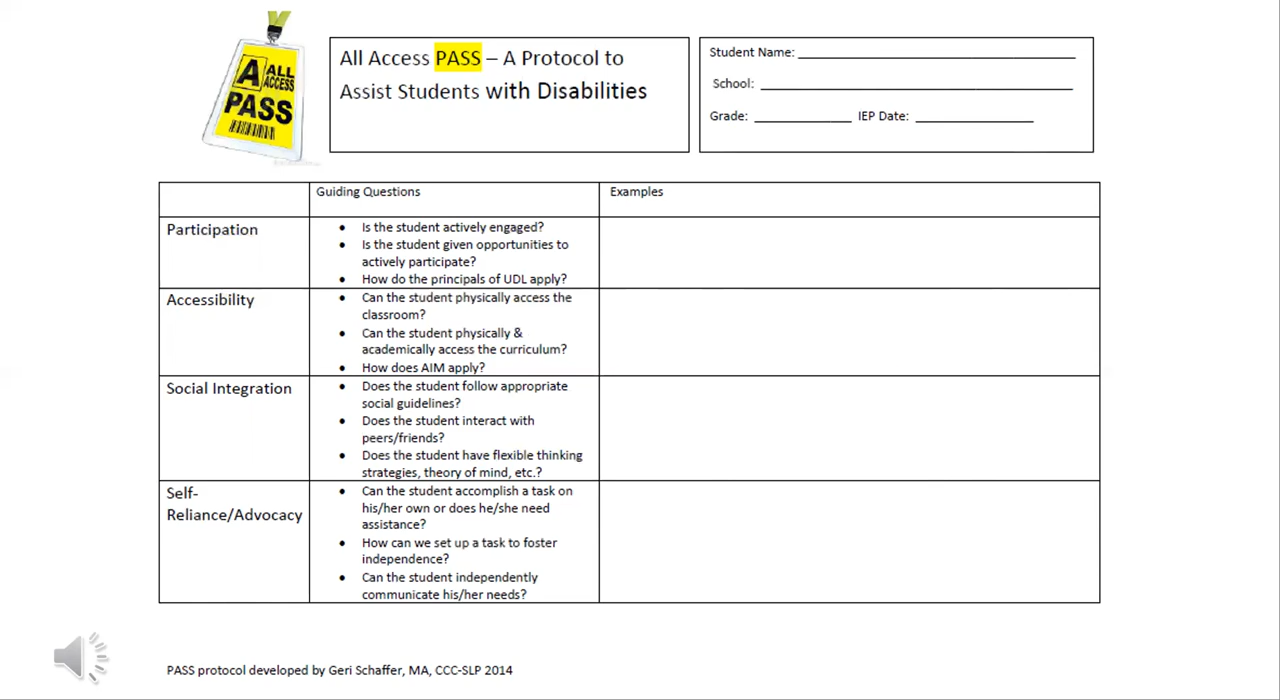 A ALL
ACCESS
PASS
All Access PASS – A Protocol to
Assist Students with Disabilities
Student Name:
School:
Grade: IEP Date:
Guiding Questions Examples
Participation
• Is the student actively engaged?
• Is the student given opportunities to
actively participate?
• How do the principals of UDL apply?
Accessibility
• Can the student physically access the
classroom?
• Can the student physically &
academically access the curriculum?
• How does AIM apply?
Social Integration
• Does the student follow appropriate
social guidelines?
• Does the student interact with
peers/friends?
• Does the student have flexible thinking
strategies, theory of mind, etc.?
Self-
Reliance/Advocacy
• Can the student accomplish a task on
his/her own or does he/she need
assistance?
• How can we set up a task to foster
independence?
• Can the student independently
communicate his/her needs?
PASS protocol developed by Geri Schaffer, MA, CCC-SLP 2014